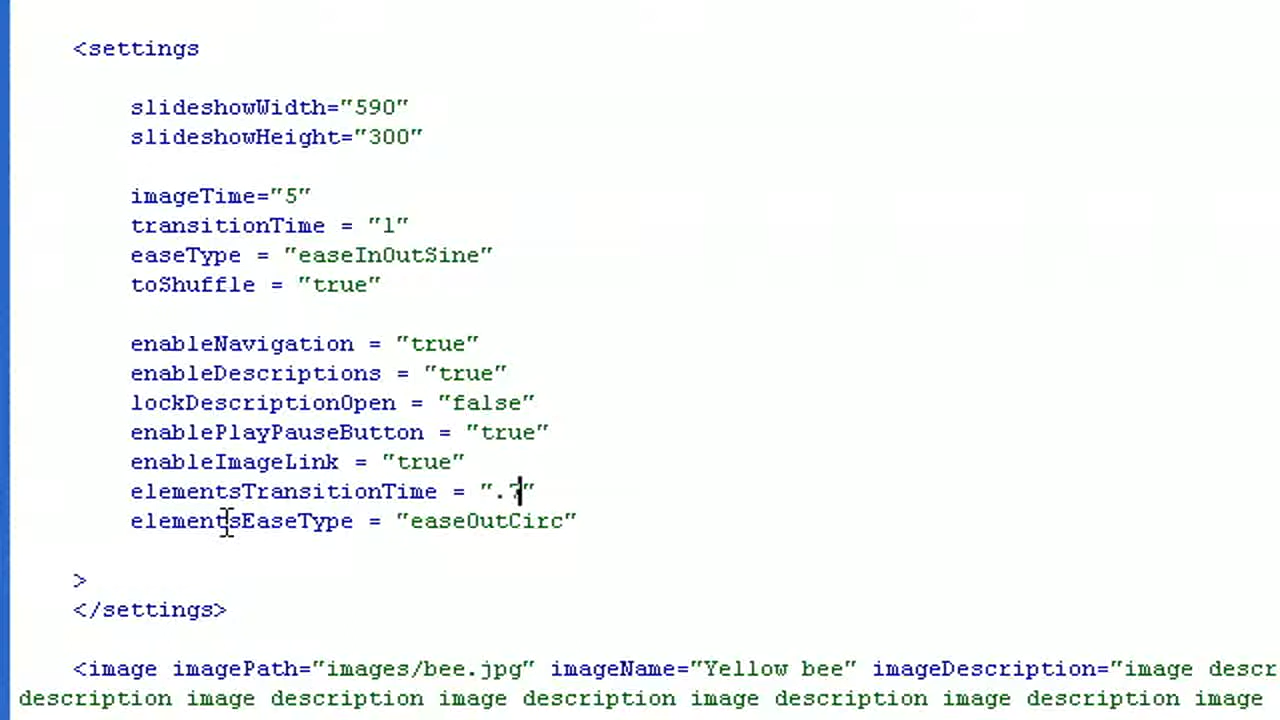 <settings
slideshowWidth="590"
slideshowHeight="300"
imageTime="5"
transitionTime = "1"
easeType = "easeInOutSine"
toShuffle = "true"
enableNavigation = "true"
enableDescriptions = "true"
lockDescriptionOpen = "false"
enablePlayPauseButton = "true"
enableImageLink = "true"
elementsTransitionTime = ".7"
elementsEaseType = "easeOutCirc"
>
</settings>
<image imagePath="images/bee.jpg" imageName="Yellow bee" imageDescription="image descr
description image description image description image description image description image